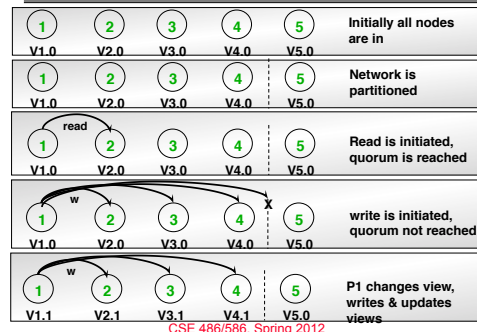 1 2 3 4 5 Initially all nodes
are in
V1.0 V2.0 V3.0 V4.0 V5.0
1 2 3 4 5 Network is
partitioned
V1.0 V2.0 V3.0 V4.0 V5.0
read
1 2 3 4 5 Read is initiated,
quorum is reached
V1.0 V2.0 V3.0 V4.0 V5.0
w X
1 2 3 4 5 write is initiated,
quorum not reached
V1.0 V2.0 V3.0 V4.0 V5.0
w
1 2 3 4 5 P1 changes view,
writes & updates
views
V1.1 V2.1 V3.1 V4.1 V5.0
CSE 486/586, Spring 2012